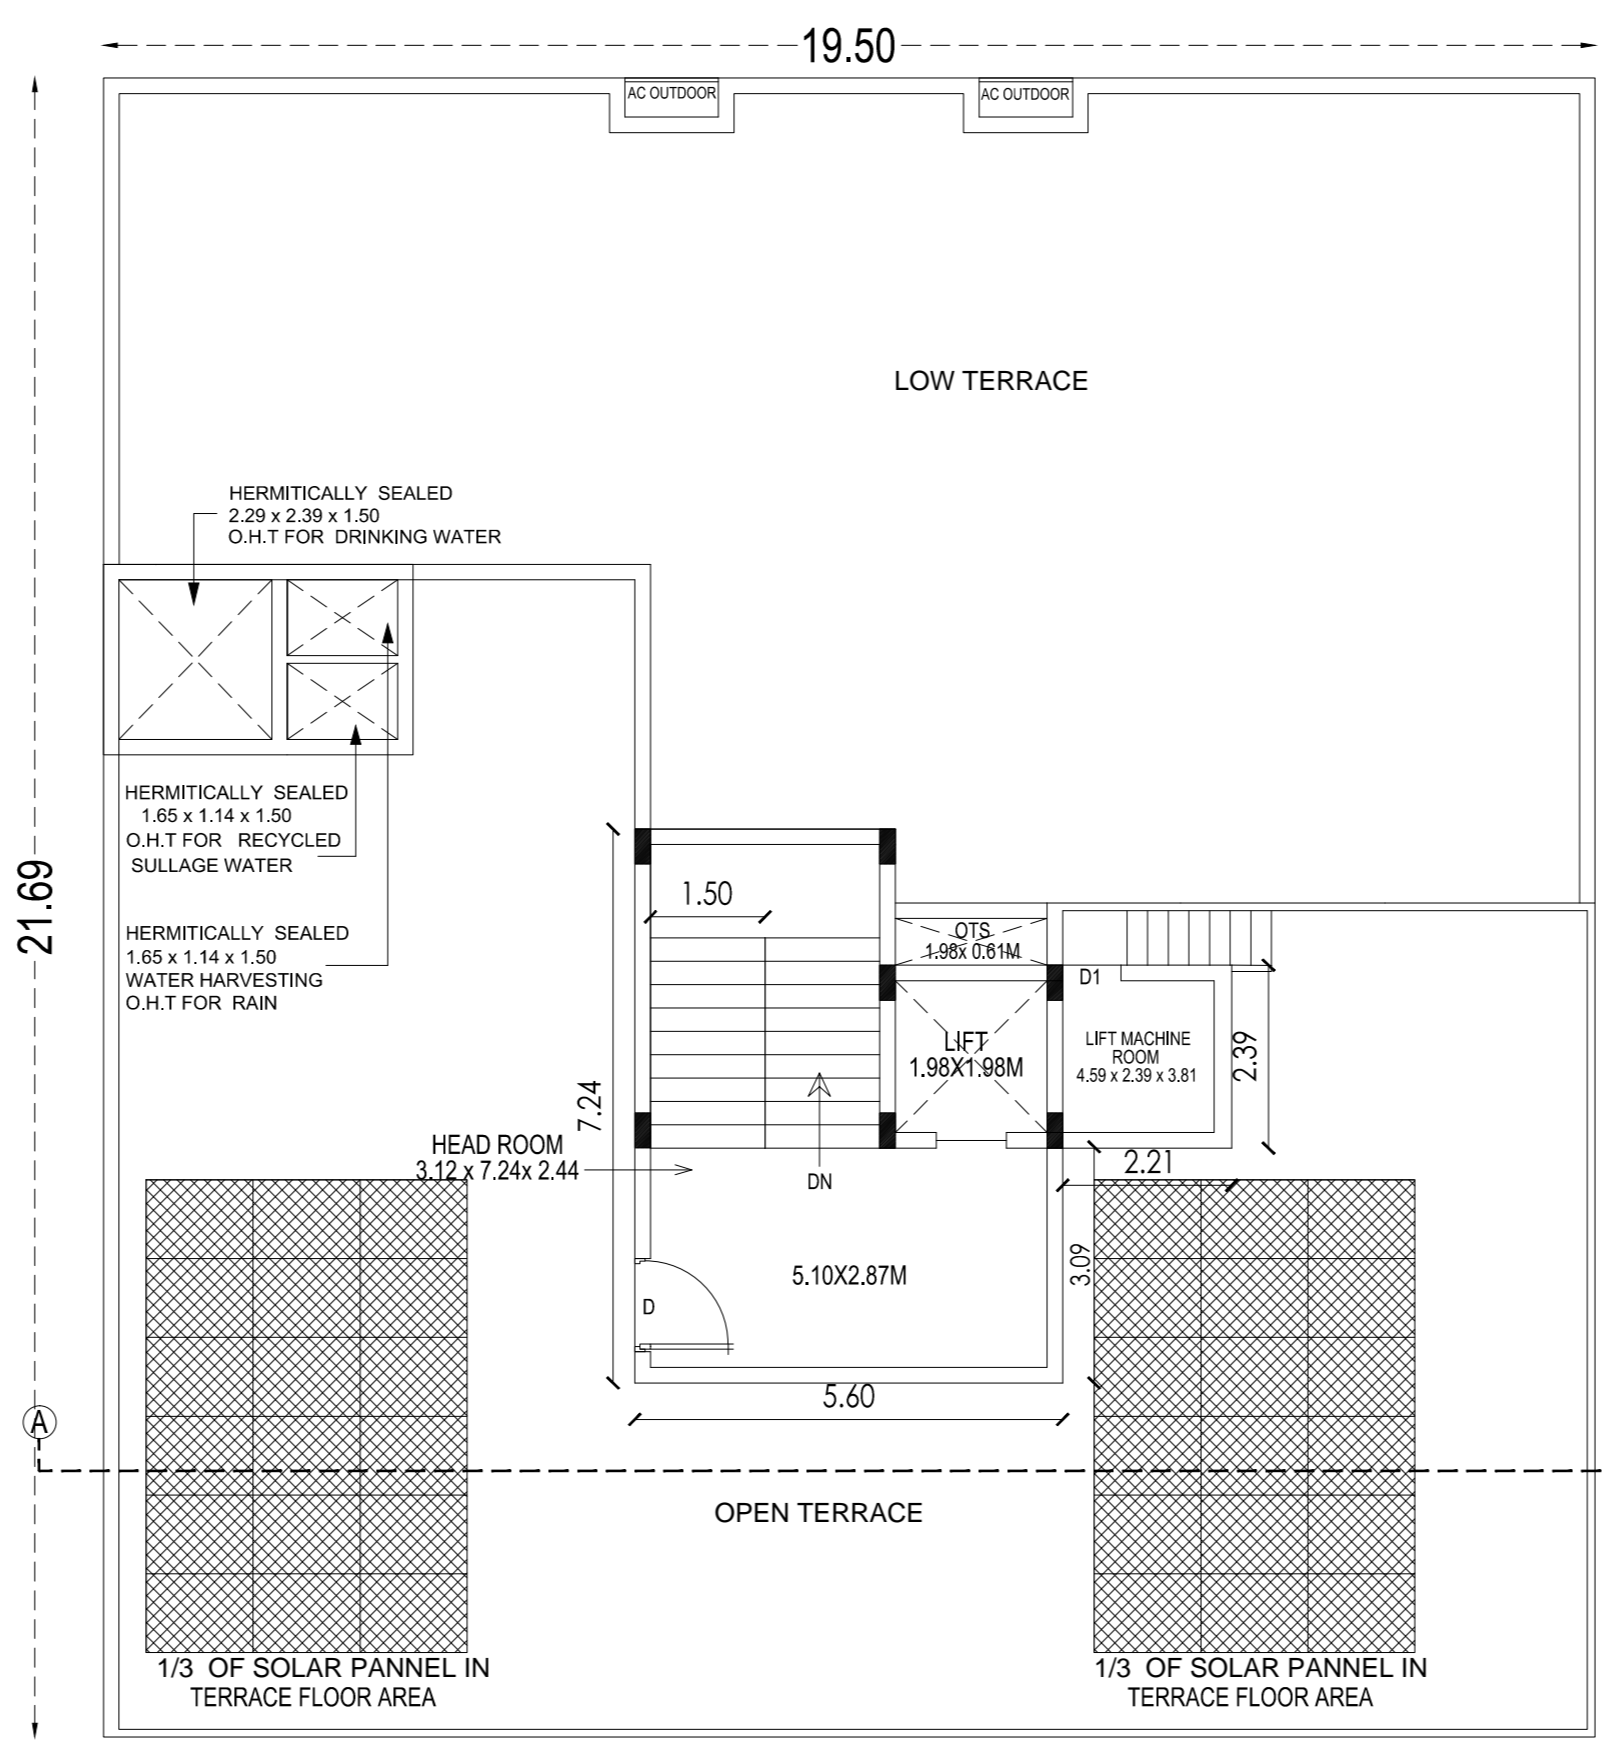 19.50
AC OUTDOOR
AC OUTDOOR
LOW TERRACE
HERMITICALLY SEALED
2.29 x 2.39 x 1.50
O.H.T FOR DRINKING WATER
HERMITICALLY SEALED
1.65 x 1.14 x 1.50
O.H.T FOR RECYCLED
SULLAGE WATER
21.69
HERMITICALLY SEALED
1.65 x 1.14 x 1.50
WATER HARVESTING
O.H.T FOR RAIN
1.50
OTS
1.98x 0.61M
D1
LIFT
1.98X1.98M
LIFT MACHINE
ROOM
4.59 x 2.39 x 3.81
2.39
7.24
HEAD ROOM
3.12 x 7.24x 2.44
DN
2.21
3.09
5.10X2.87M
D
5.60
A
OPEN TERRACE
1/3 OF SOLAR PANNEL IN
TERRACE FLOOR AREA
1/3 OF SOLAR PANNEL IN
TERRACE FLOOR AREA